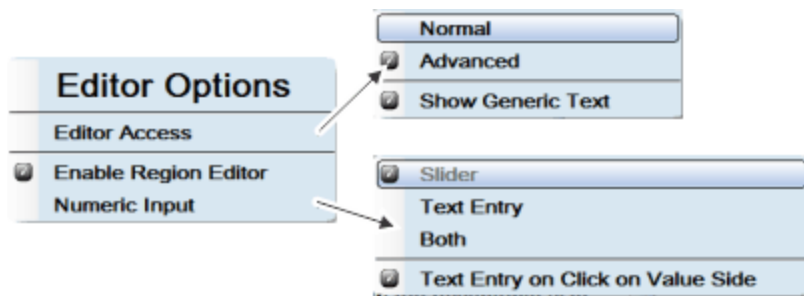 Editor Options
Editor Access
Enable Region Editor
Numeric Input
Normal
Advanced
Show Generic Text
Slider
Text Entry
Both
Text Entry on Click on Value Side